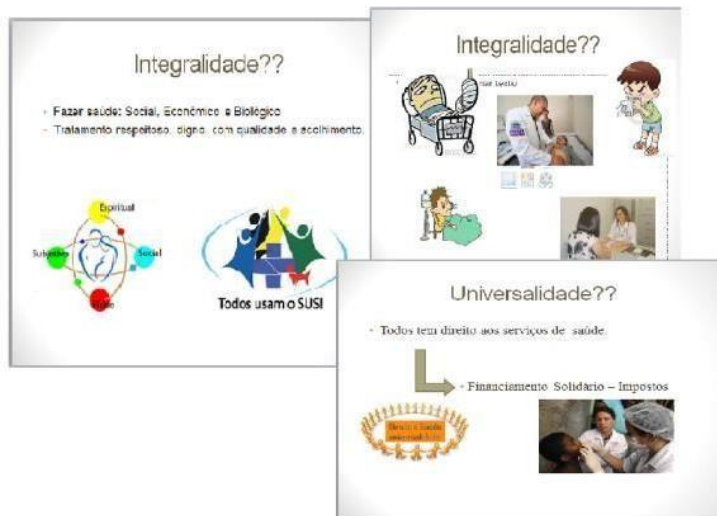 Integralidade??
- Fazer saúde: Social, Econômico e Biológico
- Tratamento respeitoso, digno, com qualidade e acolhimento.
Espiritual
Social
Todos usam o SUS!
Integralidade??
Universalidade??
- Todos tem direito aos serviços de saúde.
- Financiamento Solidário – Impostos